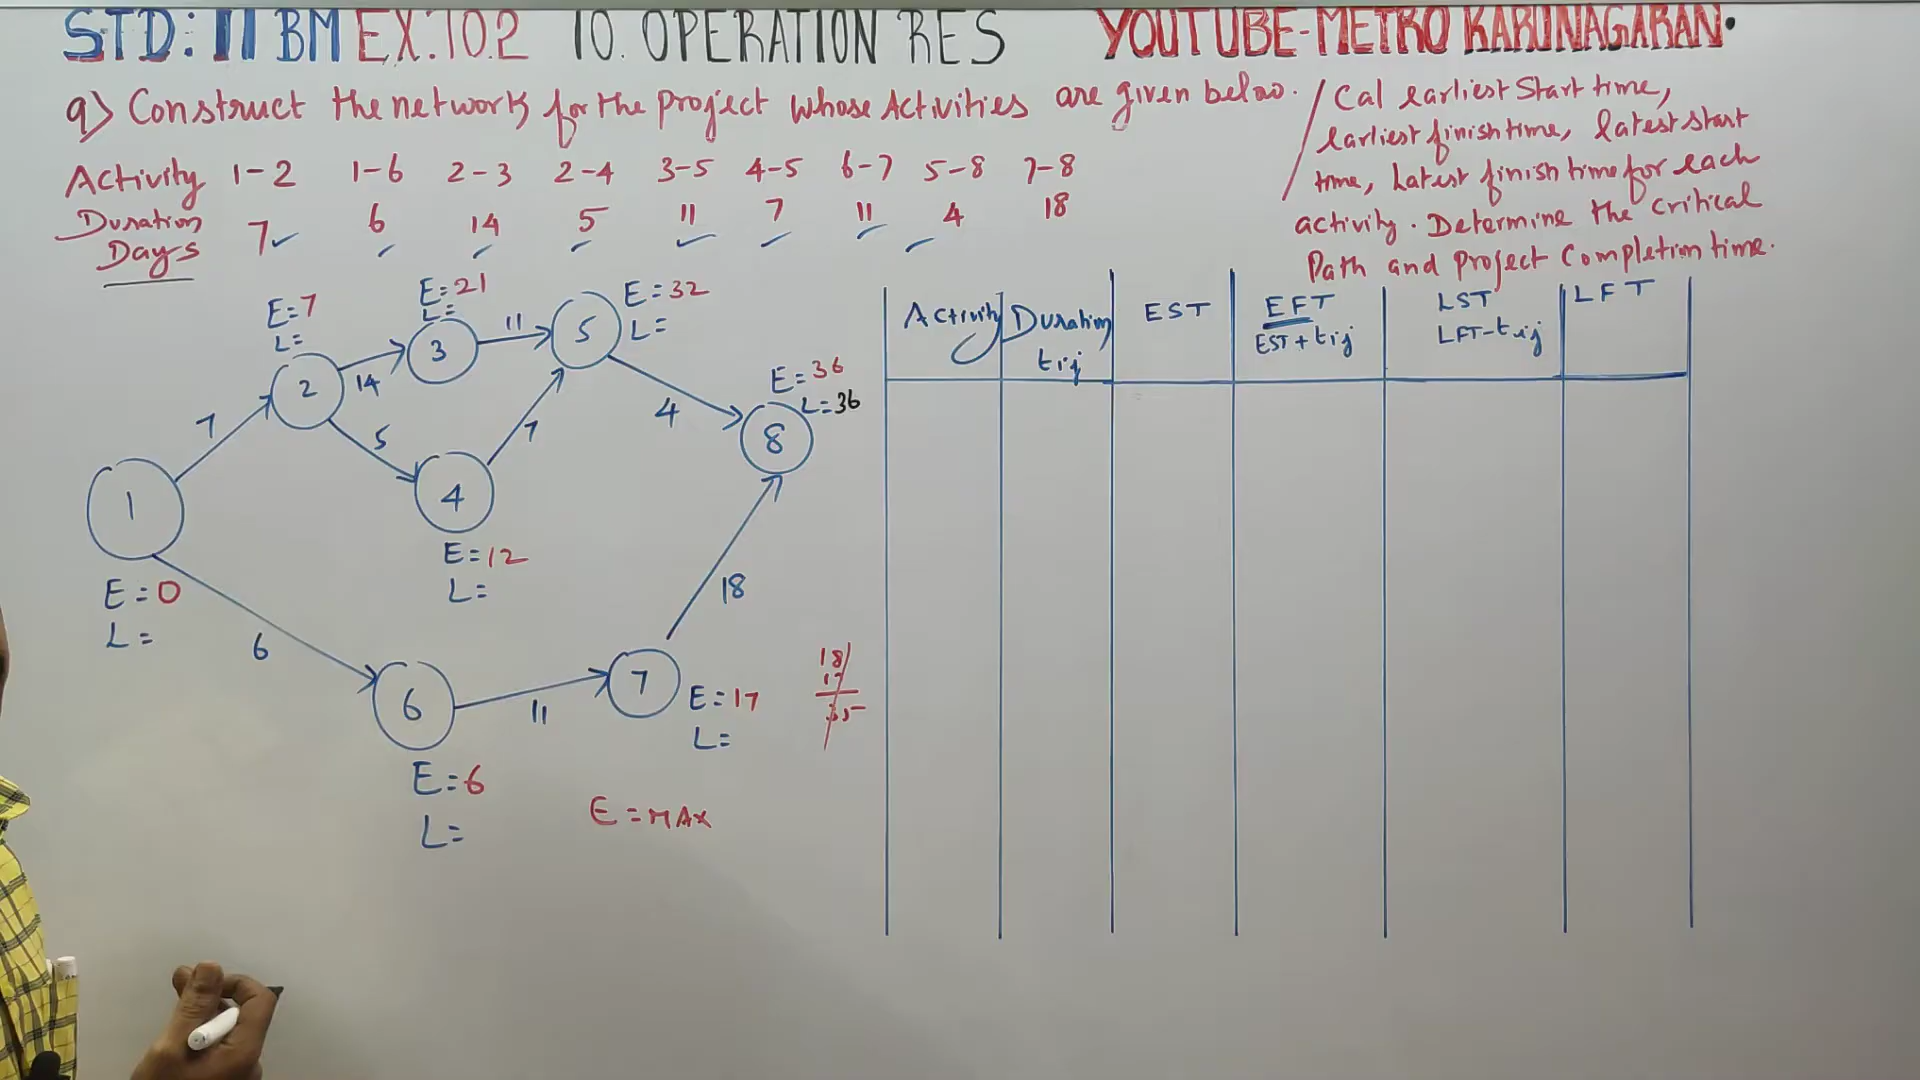 STD: 11 BM EX: 10.2 10. OPERATION RES YOUTUBE-METRO KARUNAGARAN.
9) Construct the network for the project whose Activities are given below. / Cal earliest Start time,
earliest finish time, latest start
time, Latest finish time for each
activity. Determine the critical
Path and project Completion time.
Activity 1-2 1-6 2-3 2-4 3-5 4-5 6-7 5-8 7-8
Duration Days 7 6 14 5 11 7 11 4 18
E=7
L=
E=21
L=
E=32
L=
E=36
L=36
2
3
5
8
14
11
7
5
7
4
1
4
E=0
L=
E=12
L=
18
6
6
11
7
E=17
L=
18
17
35
E=6
L=
E=MAX
Activity
Duration
tij
EST
EFT
EST+tij
LST
LFT-tij
LFT